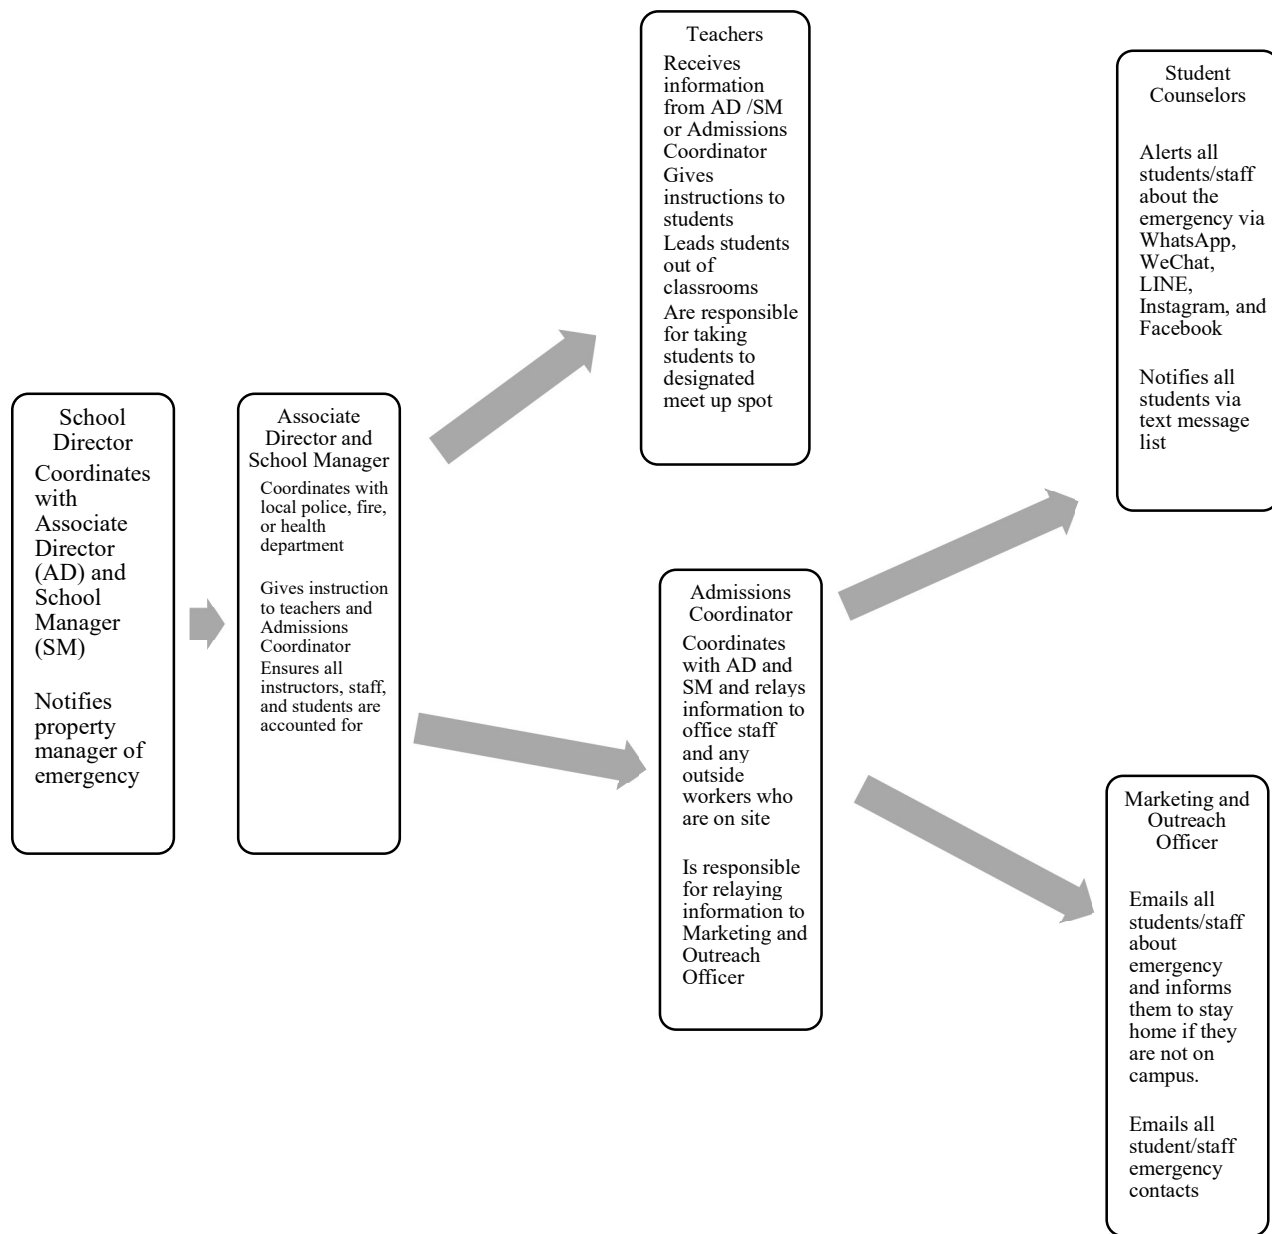 School
Director
Coordinates
with
Associate
Director
(AD) and
School
Manager
(SM)
Notifies
property
manager of
emergency
Associate
Director and
School Manager
Coordinates with
local police, fire,
or health
department
Gives instruction
to teachers and
Admissions
Coordinator
Ensures all
instructors, staff,
and students are
accounted for
Teachers
Receives
information
from AD /SM
or Admissions
Coordinator
Gives
instructions to
students
Leads students
out of
classrooms
Are responsible
for taking
students to
designated
meet up spot
Admissions
Coordinator
Coordinates
with AD and
SM and relays
information to
office staff
and any
outside
workers who
are on site
Is responsible
for relaying
information to
Marketing and
Outreach
Officer
Student
Counselors
Alerts all
students/staff
about the
emergency via
WhatsApp,
WeChat,
LINE,
Instagram, and
Facebook
Notifies all
students via
text message
list
Marketing and
Outreach
Officer
Emails all
students/staff
about
emergency
and informs
them to stay
home if they
are not on
campus.
Emails all
student/staff
emergency
contacts